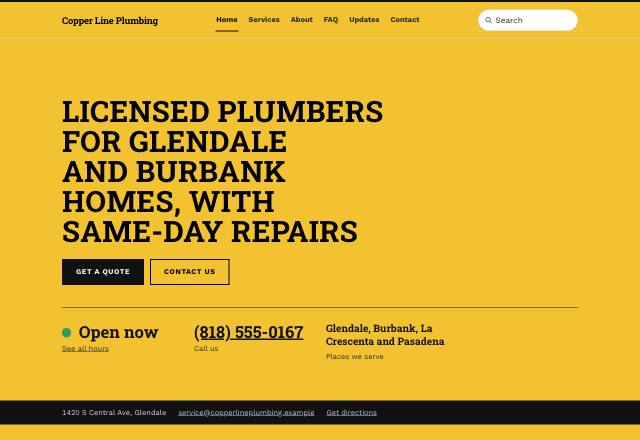 Copper Line Plumbing
Home Services About FAQ Updates Contact
Search
LICENSED PLUMBERS
FOR GLENDALE
AND BURBANK
HOMES, WITH
SAME-DAY REPAIRS
GET A QUOTE
CONTACT US
Open now
See all hours
(818) 555-0167
Call us
Glendale, Burbank, La
Crescenta and Pasadena
Places we serve
1420 S Central Ave, Glendale service@copperlineplumbing.example Get directions